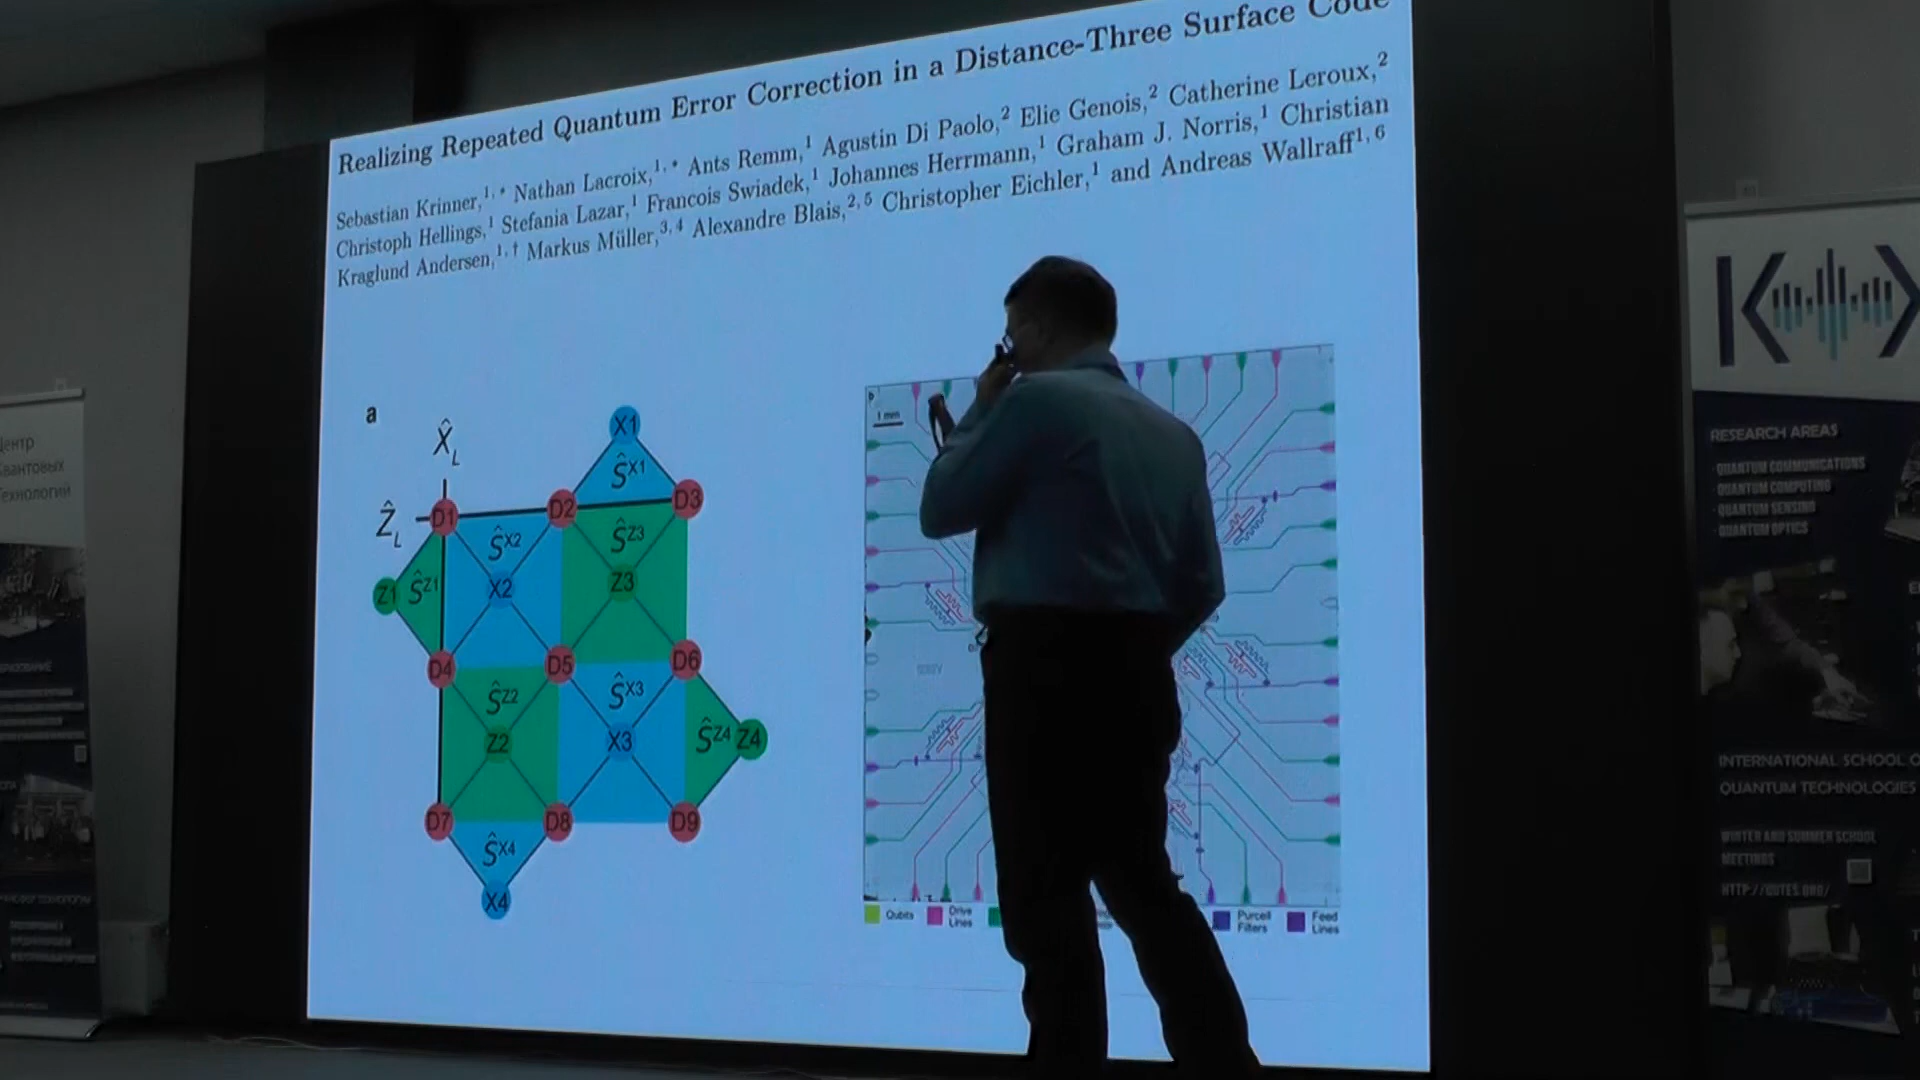 Realizing Repeated Quantum Error Correction in a Distance-Three Surface Code
Sebastian Krinner,1, * Nathan Lacroix,1, * Ants Remm,1 Agustin Di Paolo,2 Elie Genois,2 Catherine Leroux,2
Christoph Hellings,1 Stefania Lazar,1 Francois Swiadek,1 Johannes Herrmann,1 Graham J. Norris,1 Christian
Kraglund Andersen,1, † Markus Müller,3, 4 Alexandre Blais,2, 5 Christopher Eichler,1 and Andreas Wallraff1, 6
a
X̂L
ẐL
X1
ŜX1
D1
D2
D3
ŜX2
ŜZ3
Z1
ŜZ1
X2
Z3
D4
D5
D6
ŜZ2
ŜX3
Z2
X3
ŜZ4
Z4
D7
D8
D9
ŜX4
X4
b
1 mm
Qubits
Drive
Lines
Purcell
Filters
Feed
Lines
Центр
Квантовых
Технологий
RESEARCH AREAS
· QUANTUM COMMUNICATIONS
· QUANTUM COMPUTING
· QUANTUM SENSING
· QUANTUM OPTICS
INTERNATIONAL SCHOOL O
QUANTUM TECHNOLOGIES
WINTER AND SUMMER SCHOOL
MEETINGS
HTTP://QUTES.ORG/